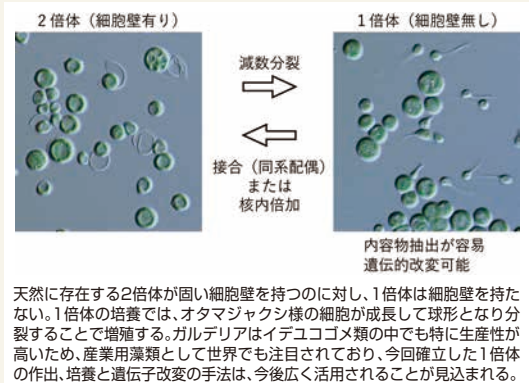 2倍体（細胞壁有り）
1倍体（細胞壁無し）
減数分裂
接合（同系配偶）
または
核内倍加
内容物抽出が容易
遺伝的改変可能
天然に存在する2倍体が固い細胞壁を持つのに対し、1倍体は細胞壁を持た
ない。1倍体の培養では、オタマジャクシ様の細胞が成長して球形となり分
裂することで増殖する。ガルデリアはイデユコゴメ類の中でも特に生産性が
高いため、産業用藻類として世界でも注目されており、今回確立した1倍体
の作出、培養と遺伝子改変の手法は、今後広く活用されることが見込まれる。